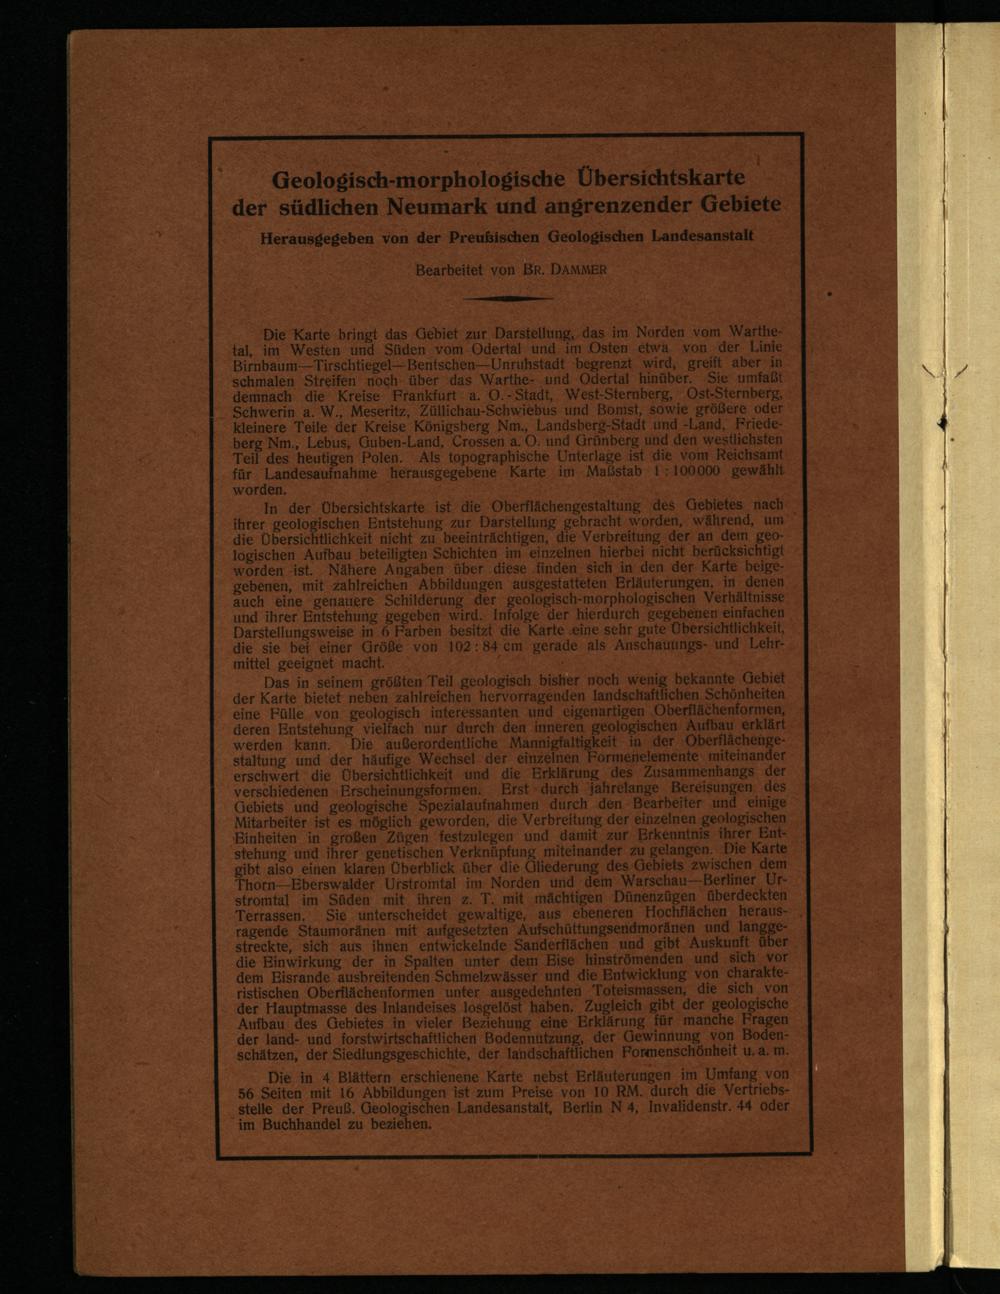 Geologisch-morphologische Übersichtskarte
der südlichen Neumark und angrenzender Gebiete
Herausgegeben von der Preußischen Geologischen Landesanstalt
Bearbeitet von BR. DAMMER
Die Karte bringt das Gebiet zur Darstellung, das im Norden vom Warthe-
tal, im Westen und Süden vom Odertal und im Osten etwa von der Linie
Birnbaum—Tirschtiegel—Bentschen—Unruhstadt begrenzt wird, greift aber in
schmalen Streifen noch über das Warthe- und Odertal hinüber. Sie umfaßt
demnach die Kreise Frankfurt a. O.-Stadt, West-Sternberg, Ost-Sternberg,
Schwerin a. W., Meseritz, Züllichau-Schwiebus und Bomst, sowie größere oder
kleinere Teile der Kreise Königsberg Nm., Landsberg-Stadt und -Land, Friede-
berg Nm., Lebus, Guben-Land, Crossen a. O. und Grünberg und den westlichsten
Teil des heutigen Polen. Als topographische Unterlage ist die vom Reichsamt
für Landesaufnahme herausgegebene Karte im Maßstab 1 : 100000 gewählt
worden.
In der Übersichtskarte ist die Oberflächengestaltung des Gebietes nach
ihrer geologischen Entstehung zur Darstellung gebracht worden, während, um
die Übersichtlichkeit nicht zu beeinträchtigen, die Verbreitung der an dem geo-
logischen Aufbau beteiligten Schichten im einzelnen hierbei nicht berücksichtigt
worden ist. Nähere Angaben über diese finden sich in den der Karte beige-
gebenen, mit zahlreichen Abbildungen ausgestatteten Erläuterungen, in denen
auch eine genauere Schilderung der geologisch-morphologischen Verhältnisse
und ihrer Entstehung gegeben wird. Infolge der hierdurch gegebenen einfachen
Darstellungsweise in 6 Farben besitzt die Karte eine sehr gute Übersichtlichkeit,
die sie bei einer Größe von 102 : 84 cm gerade als Anschauungs- und Lehr-
mittel geeignet macht.
Das in seinem größten Teil geologisch bisher noch wenig bekannte Gebiet
der Karte bietet neben zahlreichen hervorragenden landschaftlichen Schönheiten
eine Fülle von geologisch interessanten und eigenartigen Oberflächenformen,
deren Entstehung vielfach nur durch den inneren geologischen Aufbau erklärt
werden kann. Die außerordentliche Mannigfaltigkeit in der Oberflächenge-
staltung und der häufige Wechsel der einzelnen Formenelemente miteinander
erschwert die Übersichtlichkeit und die Erklärung des Zusammenhangs der
verschiedenen Erscheinungsformen. Erst durch jahrelange Bereisungen des
Gebiets und geologische Spezialaufnahmen durch den Bearbeiter und einige
Mitarbeiter ist es möglich geworden, die Verbreitung der einzelnen geologischen
Einheiten in großen Zügen festzulegen und damit zur Erkenntnis ihrer Ent-
stehung und ihrer genetischen Verknüpfung miteinander zu gelangen. Die Karte
gibt also einen klaren Überblick über die Gliederung des Gebiets zwischen dem
Thorn—Eberswalder Urstromtal im Norden und dem Warschau—Berliner Ur-
stromtal im Süden mit ihren z. T. mit mächtigen Dünenzügen überdeckten
Terrassen. Sie unterscheidet gewaltige, aus ebeneren Hochflächen heraus-
ragende Staumoränen mit aufgesetzten Aufschüttungsendmoränen und langge-
streckte, sich aus ihnen entwickelnde Sanderflächen und gibt Auskunft über
die Einwirkung der in Spalten unter dem Eise hinströmenden und sich vor
dem Eisrande ausbreitenden Schmelzwässer und die Entwicklung von charakte-
ristischen Oberflächenformen unter ausgedehnten Toteismassen, die sich von
der Hauptmasse des Inlandeises losgelöst haben. Zugleich gibt der geologische
Aufbau des Gebietes in vieler Beziehung eine Erklärung für manche Fragen
der land- und forstwirtschaftlichen Bodennutzung, der Gewinnung von Boden-
schätzen, der Siedlungsgeschichte, der landschaftlichen Formenschönheit u. a. m.
Die in 4 Blättern erschienene Karte nebst Erläuterungen im Umfang von
56 Seiten mit 16 Abbildungen ist zum Preise von 10 RM. durch die Vertriebs-
stelle der Preuß. Geologischen Landesanstalt, Berlin N 4, Invalidenstr. 44 oder
im Buchhandel zu beziehen.